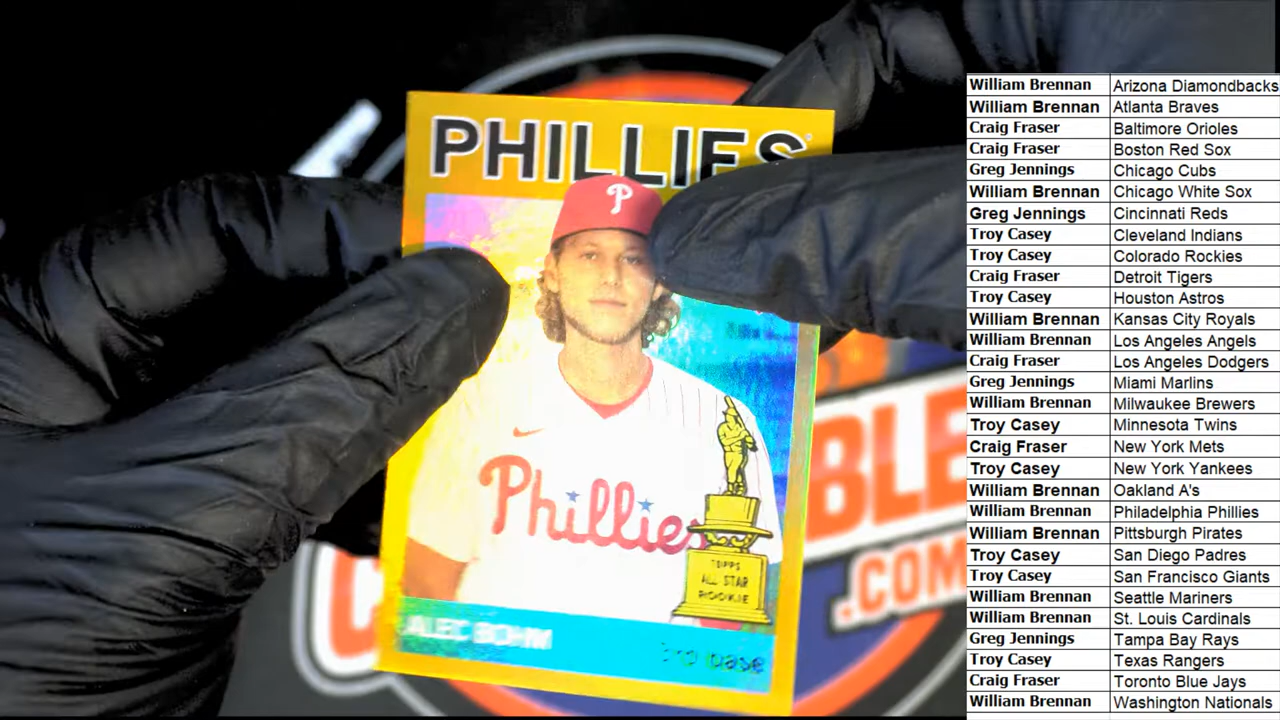 PHILLIES
P
Phillies
TOPPS
ALL STAR
ROOKIE
ALEC BOHM
3rd base
BLE
.COM
William Brennan Arizona Diamondbacks
William Brennan Atlanta Braves
Craig Fraser Baltimore Orioles
Craig Fraser Boston Red Sox
Greg Jennings Chicago Cubs
William Brennan Chicago White Sox
Greg Jennings Cincinnati Reds
Troy Casey Cleveland Indians
Troy Casey Colorado Rockies
Craig Fraser Detroit Tigers
Troy Casey Houston Astros
William Brennan Kansas City Royals
William Brennan Los Angeles Angels
Craig Fraser Los Angeles Dodgers
Greg Jennings Miami Marlins
William Brennan Milwaukee Brewers
Troy Casey Minnesota Twins
Craig Fraser New York Mets
Troy Casey New York Yankees
William Brennan Oakland A's
William Brennan Philadelphia Phillies
William Brennan Pittsburgh Pirates
Troy Casey San Diego Padres
Troy Casey San Francisco Giants
William Brennan Seattle Mariners
William Brennan St. Louis Cardinals
Greg Jennings Tampa Bay Rays
Troy Casey Texas Rangers
Craig Fraser Toronto Blue Jays
William Brennan Washington Nationals